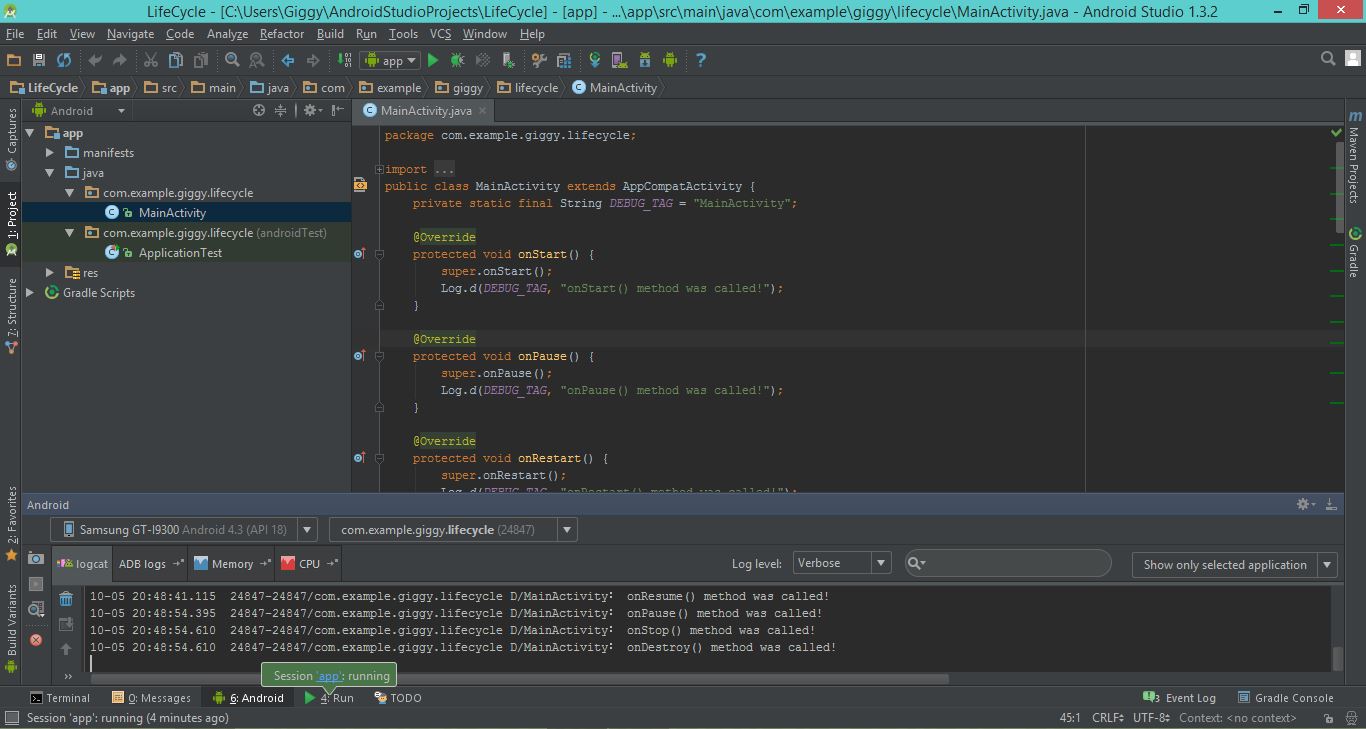 LifeCycle - [C:\Users\Giggy\AndroidStudioProjects\LifeCycle] - [app] - ...\app\src\main\java\com\example\giggy\lifecycle\MainActivity.java - Android Studio 1.3.2
File Edit View Navigate Code Analyze Refactor Build Run Tools VCS Window Help
app
LifeCycle app src main java com example giggy lifecycle MainActivity
Captures
1: Project
7: Structure
2: Favorites
Build Variants
Android
app
manifests
java
com.example.giggy.lifecycle
MainActivity
com.example.giggy.lifecycle (androidTest)
ApplicationTest
res
Gradle Scripts
MainActivity.java
package com.example.giggy.lifecycle;
import ...
public class MainActivity extends AppCompatActivity {
private static final String DEBUG_TAG = "MainActivity";
@Override
protected void onStart() {
super.onStart();
Log.d(DEBUG_TAG, "onStart() method was called!");
}
@Override
protected void onPause() {
super.onPause();
Log.d(DEBUG_TAG, "onPause() method was called!");
}
@Override
protected void onRestart() {
super.onRestart();
Log.d(DEBUG_TAG, "onRestart() method was called!");
Maven Projects
Gradle
Android
Samsung GT-I9300 Android 4.3 (API 18) com.example.giggy.lifecycle (24847)
logcat ADB logs Memory CPU Log level: Verbose Show only selected application
10-05 20:48:41.115 24847-24847/com.example.giggy.lifecycle D/MainActivity: onResume() method was called!
10-05 20:48:54.395 24847-24847/com.example.giggy.lifecycle D/MainActivity: onPause() method was called!
10-05 20:48:54.610 24847-24847/com.example.giggy.lifecycle D/MainActivity: onStop() method was called!
10-05 20:48:54.610 24847-24847/com.example.giggy.lifecycle D/MainActivity: onDestroy() method was called!
Session 'app': running
Terminal 0: Messages 6: Android 4: Run TODO 3 Event Log Gradle Console
Session 'app': running (4 minutes ago) 45:1 CRLF UTF-8 Context: <no context>